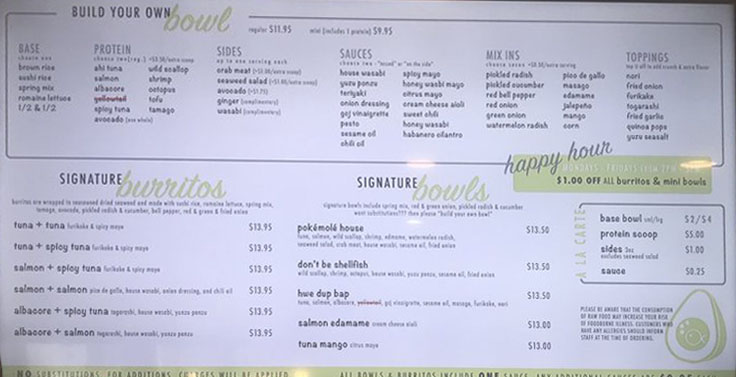 BUILD YOUR OWN bowl
regular $11.95 mini (includes 1 protein) $9.95
BASE
choose one
brown rice
sushi rice
spring mix
romaine lettuce
1/2 & 1/2
PROTEIN
choose two(reg.) +$3.50/extra scoop
ahi tuna
salmon
albacore
yellowtail
spicy tuna
avocado (one whole)
wild scallop
shrimp
octopus
tofu
tamago
SIDES
up to one serving each
crab meat (+$1.00/extra scoop)
seaweed salad (+$1.00/extra scoop)
avocado (+$1.75)
ginger (complimentary)
wasabi (complimentary)
SAUCES
choose two - "mixed" or "on the side"
house wasabi
yuzu ponzu
teriyaki
onion dressing
goj vinaigrette
pesto
sesame oil
chili oil
spicy mayo
honey wasbi mayo
citrus mayo
cream cheese aioli
sweet chili
honey wasabi
habanero cilantro
MIX INS
choose seven +$0.50/extra serving
pickled radish
pickled cucumber
red bell pepper
red onion
green onion
watermelon radish
pico de gallo
masago
edamame
jalepeño
mango
corn
TOPPINGS
top it off to add crunch & extra flavor
nori
fried onion
furikake
togarashi
fried garlic
quinoa pops
yuzu seasalt
happy hour
MONDAYS - FRIDAYS FROM 2PM
$1.00 OFF ALL burritos & mini bowls
SIGNATURE burritos
burritos are wrapped in seasoned dried seaweed and made with sushi rice, romaine lettuce, spring mix,
tamago, avocado, pickled radish & cucumber, bell pepper, red & green & fried onion
tuna + tuna furikake & spicy mayo $13.95
tuna + spicy tuna furikake & spicy mayo $13.95
salmon + spicy tuna furikake & spicy mayo $13.95
salmon + salmon pico de gallo, house wasabi, onion dressing, and chili oil $13.95
albacore + spicy tuna togarashi, house wasabi, yunzu panzu $13.95
albacore + salmon togarashi, house wasabi, yunzu panzu $13.95
SIGNATURE bowls
signature bowls include spring mix, red & green onion, pickled radish & cucumber
want substitutions??? then please "build your own bowl"
pokémolé house $13.50
tuna, salmon, wild scallop, shrimp, edmame, watermelon radish,
seaweed salad, crab meat, house wasabi, sesame oil, fried onion
don't be shellfish $13.50
wild scallop, shrimp, octopus, house wasabi, yuzu panzu, sesame oil, fried onion
hwe dup bap $13.50
tuna, salmon, albacore, yellowtail, goj vinaigrette, sesame oil, masago, furikake, nori
salmon edamame cream cheese aioli $13.00
tuna mango citrus mayo $13.00
À LA CARTE
base bowl sml/lrg $2/$4
protein scoop $5.00
sides 3oz $1.00
excludes seaweed salad
sauce $0.25
PLEASE BE AWARE THAT THE CONSUMPTION
OF RAW FOOD MAY INCREASE YOUR RISK
OF FOODBORNE ILLNESS. CUSTOMERS WHO
HAVE ANY ALLERGIES SHOULD INFORM
STAFF AT THE TIME OF ORDERING.
NO SUBSTITUTIONS. FOR ADDITIONS, CHARGES WILL BE APPLIED
ALL BOWLS & BURRITOS INCLUDE ONE SAUCE. ANY ADDITIONAL SAUCES ARE